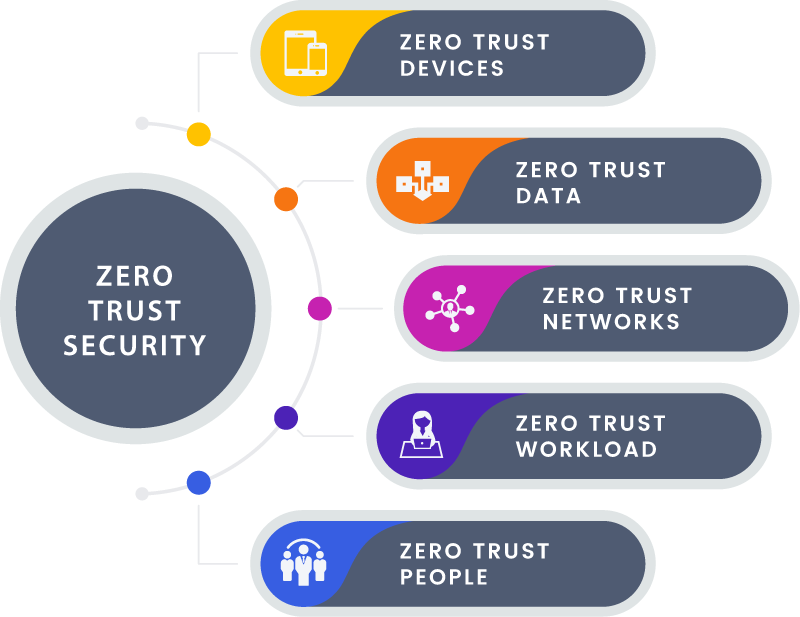 ZERO TRUST
DEVICES
ZERO TRUST
DATA
ZERO
TRUST
SECURITY
ZERO TRUST
NETWORKS
ZERO TRUST
WORKLOAD
ZERO TRUST
PEOPLE